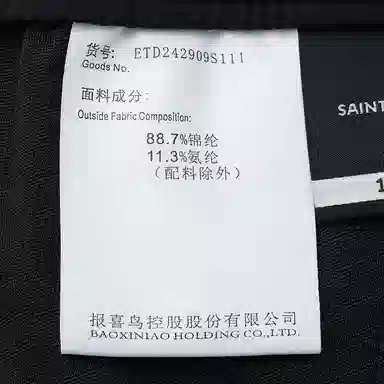 货号: ETD242909S111
Goods No.
面料成分:
Outside Fabric Composition:
88.7%锦纶
11.3%氨纶
(配料除外)
报喜鸟控股股份有限公司
BAOXINIAO HOLDING CO.,LTD.
SAINT
1